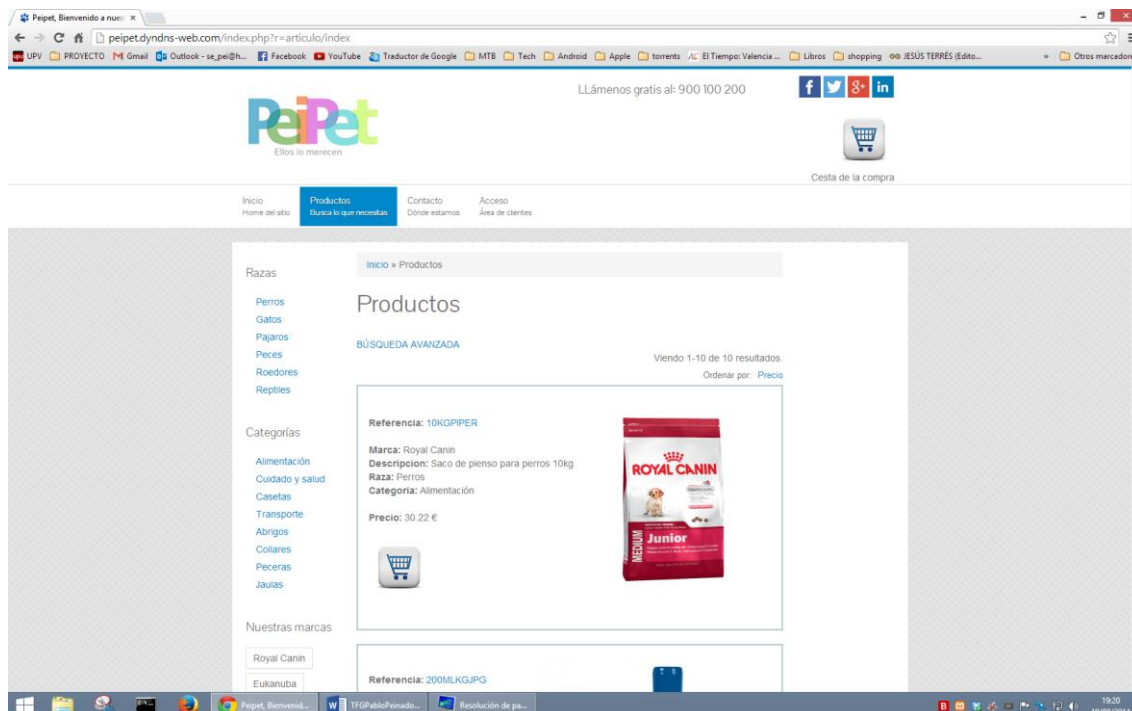 Peipet, Bienvenido a nues
peipet.dyndns-web.com/index.php?r=articulo/index
UPV PROYECTO Gmail Outlook - se_pei@h... Facebook YouTube Traductor de Google MTB Tech Android Apple torrents El Tiempo: Valencia ... Libros shopping JESÚS TERRÉS (Edito... » Otros marcadore
LLámenos gratis al: 900 100 200
PeiPet
Ellos lo merecen
Cesta de la compra
Inicio Productos Contacto Acceso
Home del sitio Busca lo que necesitas Dónde estamos Área de clientes
Inicio » Productos
Productos
BÚSQUEDA AVANZADA
Viendo 1-10 de 10 resultados.
Ordenar por: Precio
Razas
Perros
Gatos
Pajaros
Peces
Roedores
Reptiles
Categorías
Alimentación
Cuidado y salud
Casetas
Transporte
Abrigos
Collares
Peceras
Jaulas
Nuestras marcas
Royal Canin
Eukanuba
Referencia: 10KGPIPER
Marca: Royal Canin
Descripcion: Saco de pienso para perros 10kg
Raza: Perros
Categoria: Alimentación
Precio: 30.22 €
ROYAL CANIN
MEDIUM
Junior
Referencia: 200MLKGJPG
Peipet, Bienvenid... TFGPabloPeinado... Resolución de pa...
19:20